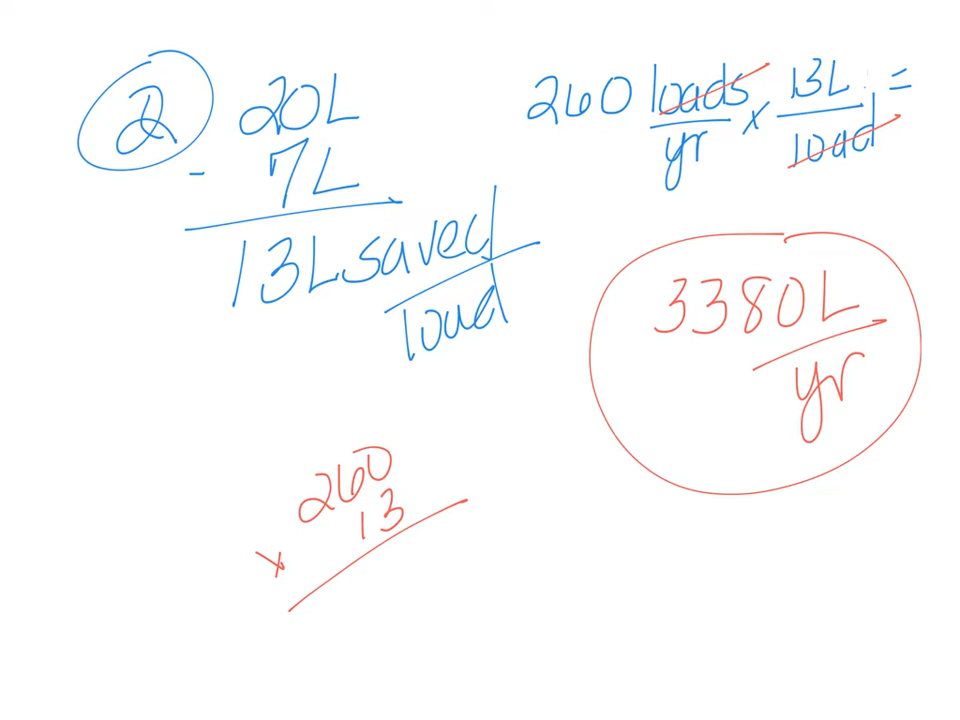 2
20L
- 7L
13L saved
load
260 loads
yr
x 13L
load
=
3380L
yr
260
x 13